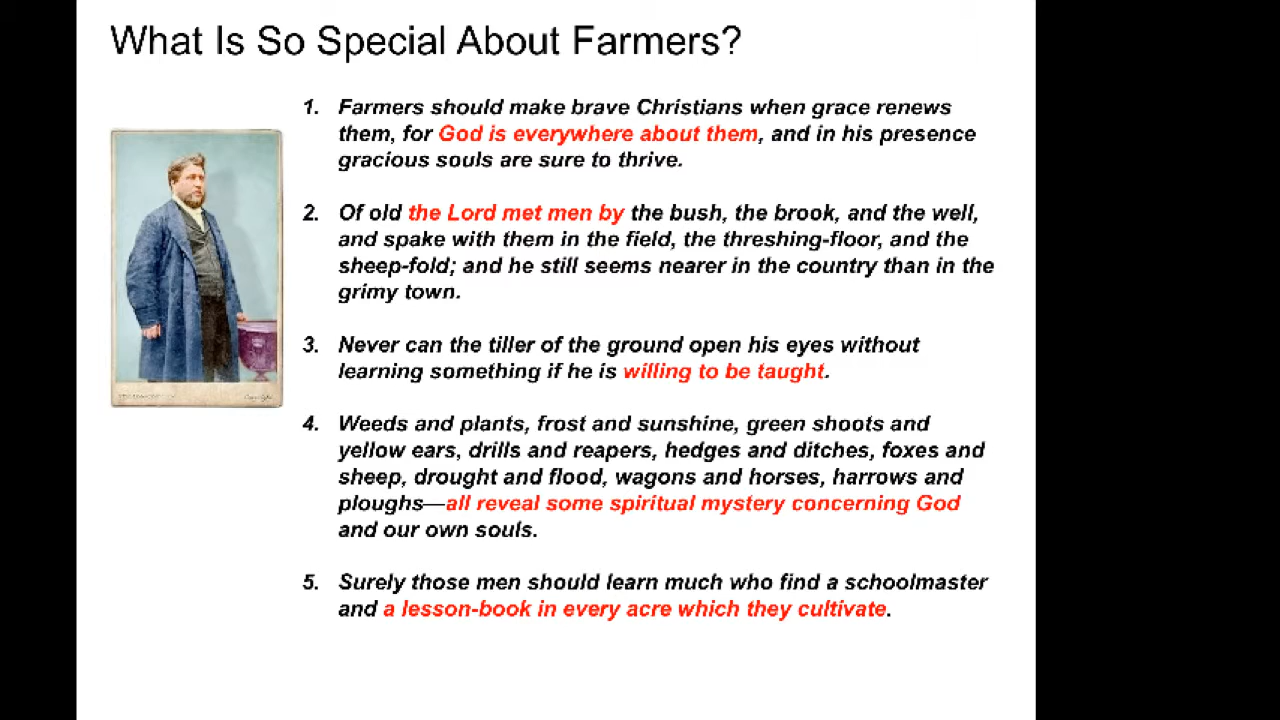 What Is So Special About Farmers?
1. Farmers should make brave Christians when grace renews
them, for God is everywhere about them, and in his presence
gracious souls are sure to thrive.
2. Of old the Lord met men by the bush, the brook, and the well,
and spake with them in the field, the threshing-floor, and the
sheep-fold; and he still seems nearer in the country than in the
grimy town.
3. Never can the tiller of the ground open his eyes without
learning something if he is willing to be taught.
4. Weeds and plants, frost and sunshine, green shoots and
yellow ears, drills and reapers, hedges and ditches, foxes and
sheep, drought and flood, wagons and horses, harrows and
ploughs—all reveal some spiritual mystery concerning God
and our own souls.
5. Surely those men should learn much who find a schoolmaster
and a lesson-book in every acre which they cultivate.